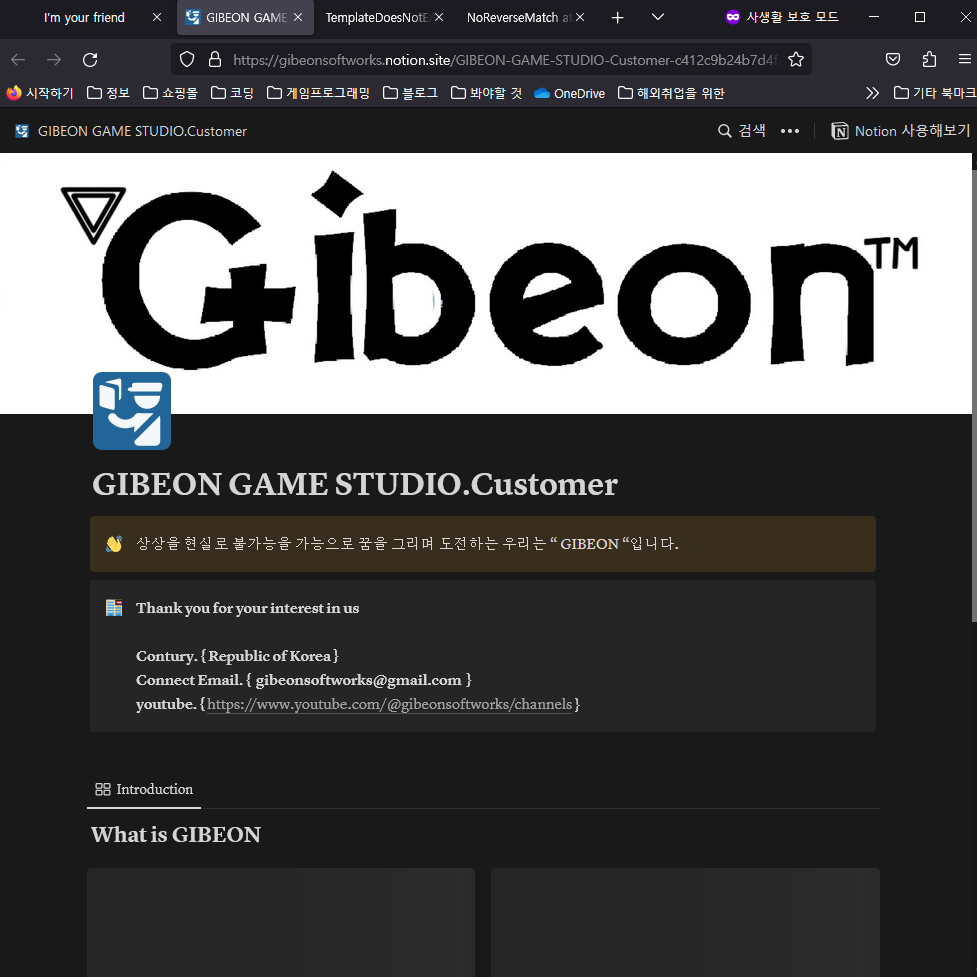 I'm your friend
GIBEON GAME
TemplateDoesNotE
NoReverseMatch at
사생활 보호 모드
https://gibeonsoftworks.notion.site/GIBEON-GAME-STUDIO-Customer-c412c9b24b7d4f
시작하기
정보
쇼핑몰
코딩
게임프로그래밍
블로그
봐야할 것
OneDrive
해외취업을 위한
기타 북마크
GIBEON GAME STUDIO.Customer
검색
Notion 사용해보기
Gibeon™
GIBEON GAME STUDIO.Customer
상상을 현실로 불가능을 가능으로 꿈을 그리며 도전하는 우리는 “ GIBEON “입니다.
Thank you for your interest in us
Contury. { Republic of Korea }
Connect Email. { gibeonsoftworks@gmail.com }
youtube. {https://www.youtube.com/@gibeonsoftworks/channels}
Introduction
What is GIBEON